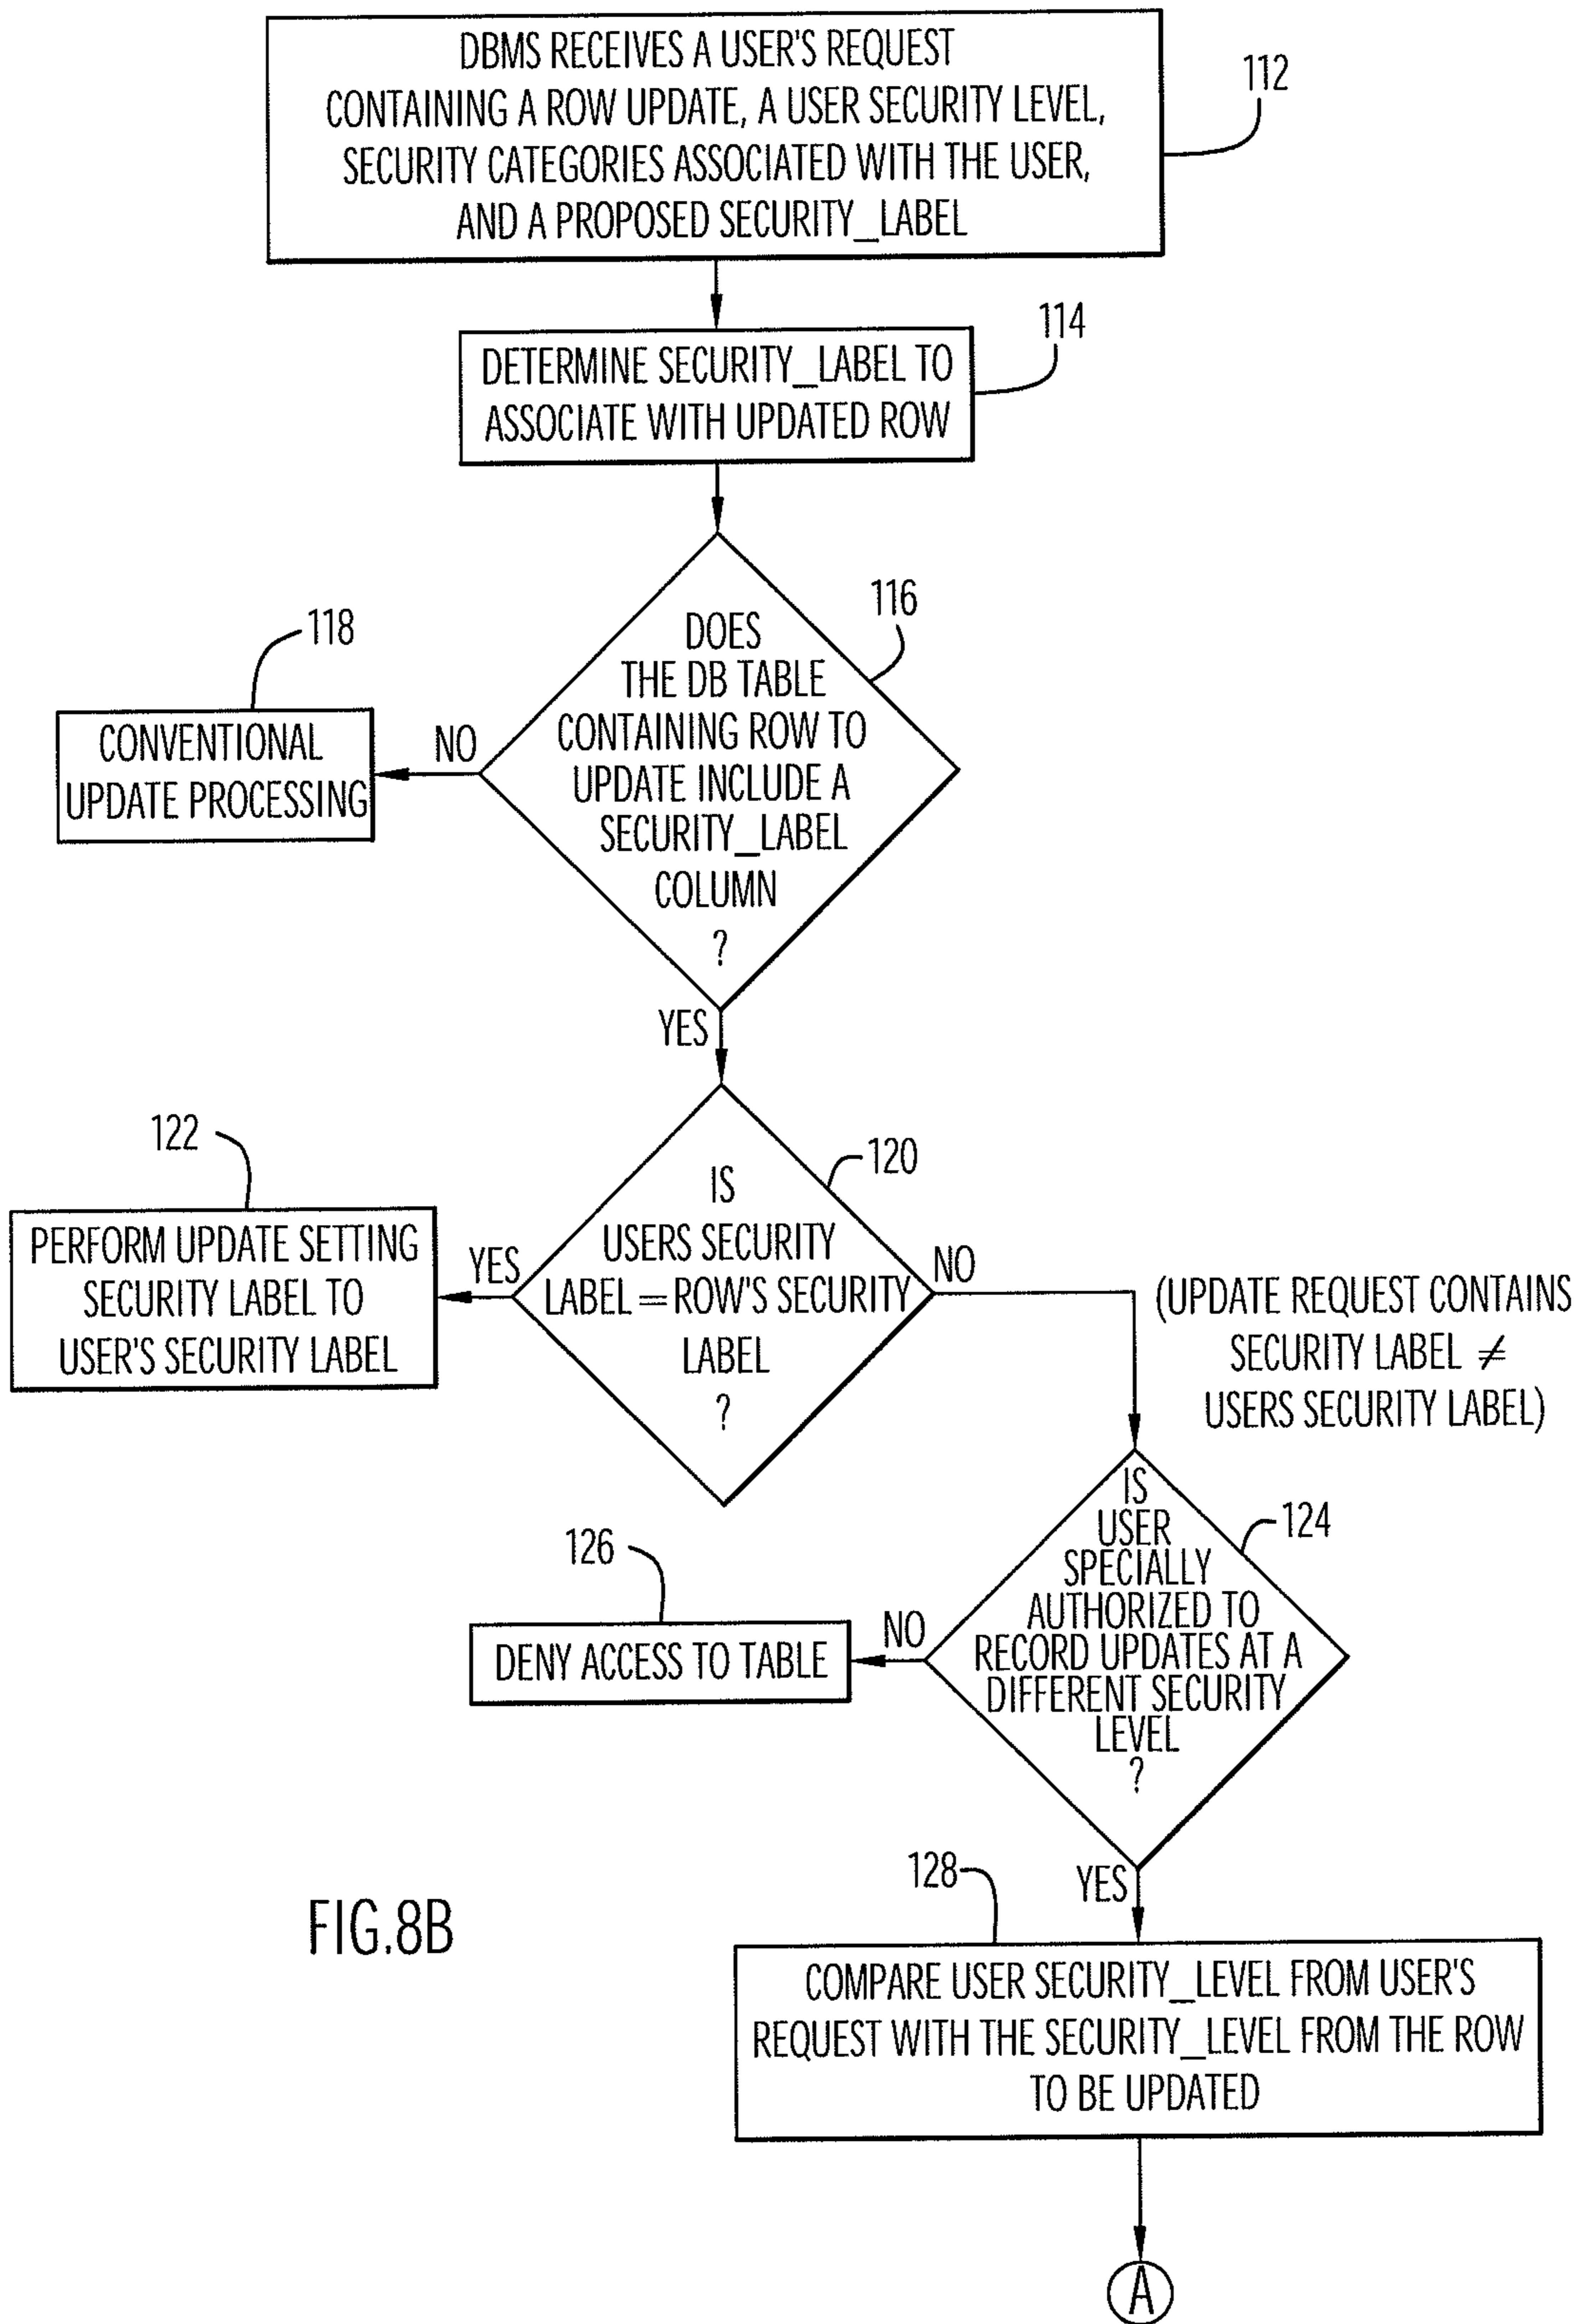 DBMS RECEIVES A USER'S REQUEST
CONTAINING A ROW UPDATE, A USER SECURITY LEVEL,
SECURITY CATEGORIES ASSOCIATED WITH THE USER,
AND A PROPOSED SECURITY_LABEL
112
DETERMINE SECURITY_LABEL TO
ASSOCIATE WITH UPDATED ROW
114
DOES
THE DB TABLE
CONTAINING ROW TO
UPDATE INCLUDE A
SECURITY_LABEL
COLUMN
?
116
NO
118
CONVENTIONAL
UPDATE PROCESSING
YES
IS
USERS SECURITY
LABEL=ROW'S SECURITY
LABEL
?
120
YES
122
PERFORM UPDATE SETTING
SECURITY LABEL TO
USER'S SECURITY LABEL
NO
(UPDATE REQUEST CONTAINS
SECURITY LABEL ≠
USERS SECURITY LABEL)
IS
USER
SPECIALLY
AUTHORIZED TO
RECORD UPDATES AT A
DIFFERENT SECURITY
LEVEL
?
124
NO
126
DENY ACCESS TO TABLE
YES
128
COMPARE USER SECURITY_LEVEL FROM USER'S
REQUEST WITH THE SECURITY_LEVEL FROM THE ROW
TO BE UPDATED
A
FIG.8B